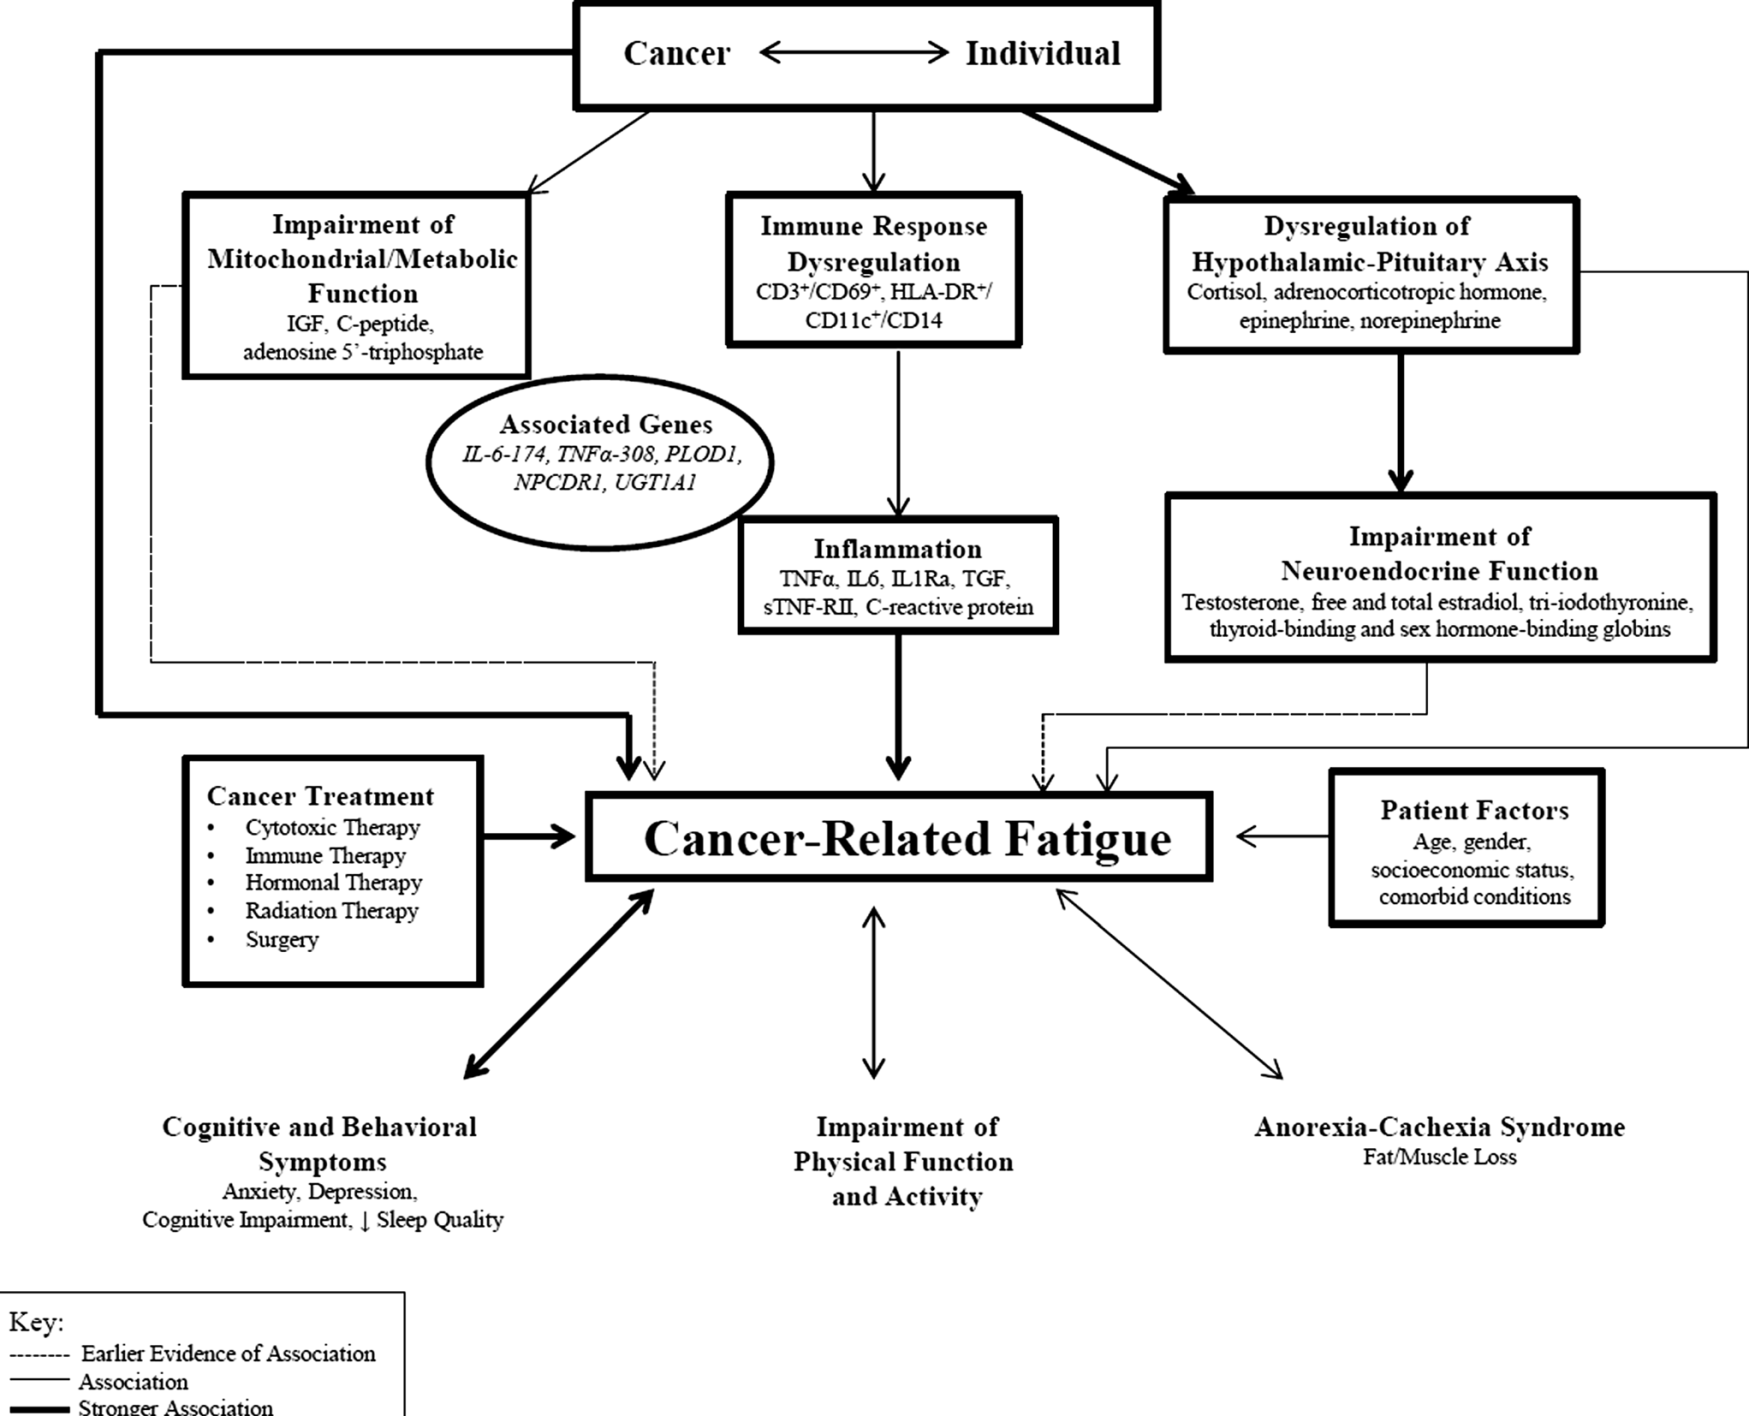 Cancer Individual
Impairment of
Mitochondrial/Metabolic
Function
IGF, C-peptide,
adenosine 5’-triphosphate
Immune Response
Dysregulation
CD3⁺/CD69⁺, HLA-DR⁺/
CD11c⁺/CD14
Dysregulation of
Hypothalamic-Pituitary Axis
Cortisol, adrenocorticotropic hormone,
epinephrine, norepinephrine
Associated Genes
IL-6-174, TNFα-308, PLOD1,
NPCDR1, UGT1A1
Inflammation
TNFα, IL6, IL1Ra, TGF,
sTNF-RII, C-reactive protein
Impairment of
Neuroendocrine Function
Testosterone, free and total estradiol, tri-iodothyronine,
thyroid-binding and sex hormone-binding globins
Cancer Treatment
• Cytotoxic Therapy
• Immune Therapy
• Hormonal Therapy
• Radiation Therapy
• Surgery
Cancer-Related Fatigue
Patient Factors
Age, gender,
socioeconomic status,
comorbid conditions
Cognitive and Behavioral
Symptoms
Anxiety, Depression,
Cognitive Impairment, ↓ Sleep Quality
Impairment of
Physical Function
and Activity
Anorexia-Cachexia Syndrome
Fat/Muscle Loss
Key:
Earlier Evidence of Association
Association
Stronger Association